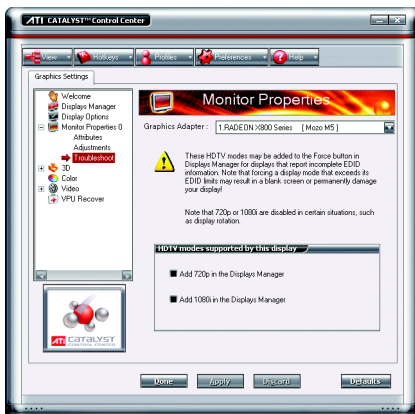 ATI CATALYST™ Control Center
View Hotkeys Profiles Preferences Help
Graphics Settings
Welcome
Displays Manager
Display Options
Monitor Properties 0
Attributes
Adjustments
Troubleshoot
3D
Color
Video
VPU Recover
Monitor Properties
Graphics Adapter : 1.RADEON X800 Series ( Mozo M5 )
These HDTV modes may be added to the Force button in
Displays Manager for displays that report incomplete EDID
information. Note that forcing a display mode that exceeds its
EDID limits may result in a blank screen or permanently damage
your display!
Note that 720p or 1080i are disabled in certain situations, such
as display rotation.
HDTV modes supported by this display
Add 720p in the Displays Manager
Add 1080i in the Displays Manager
ATI CATALYST
CONTROL CENTER
Done Apply Discard Defaults